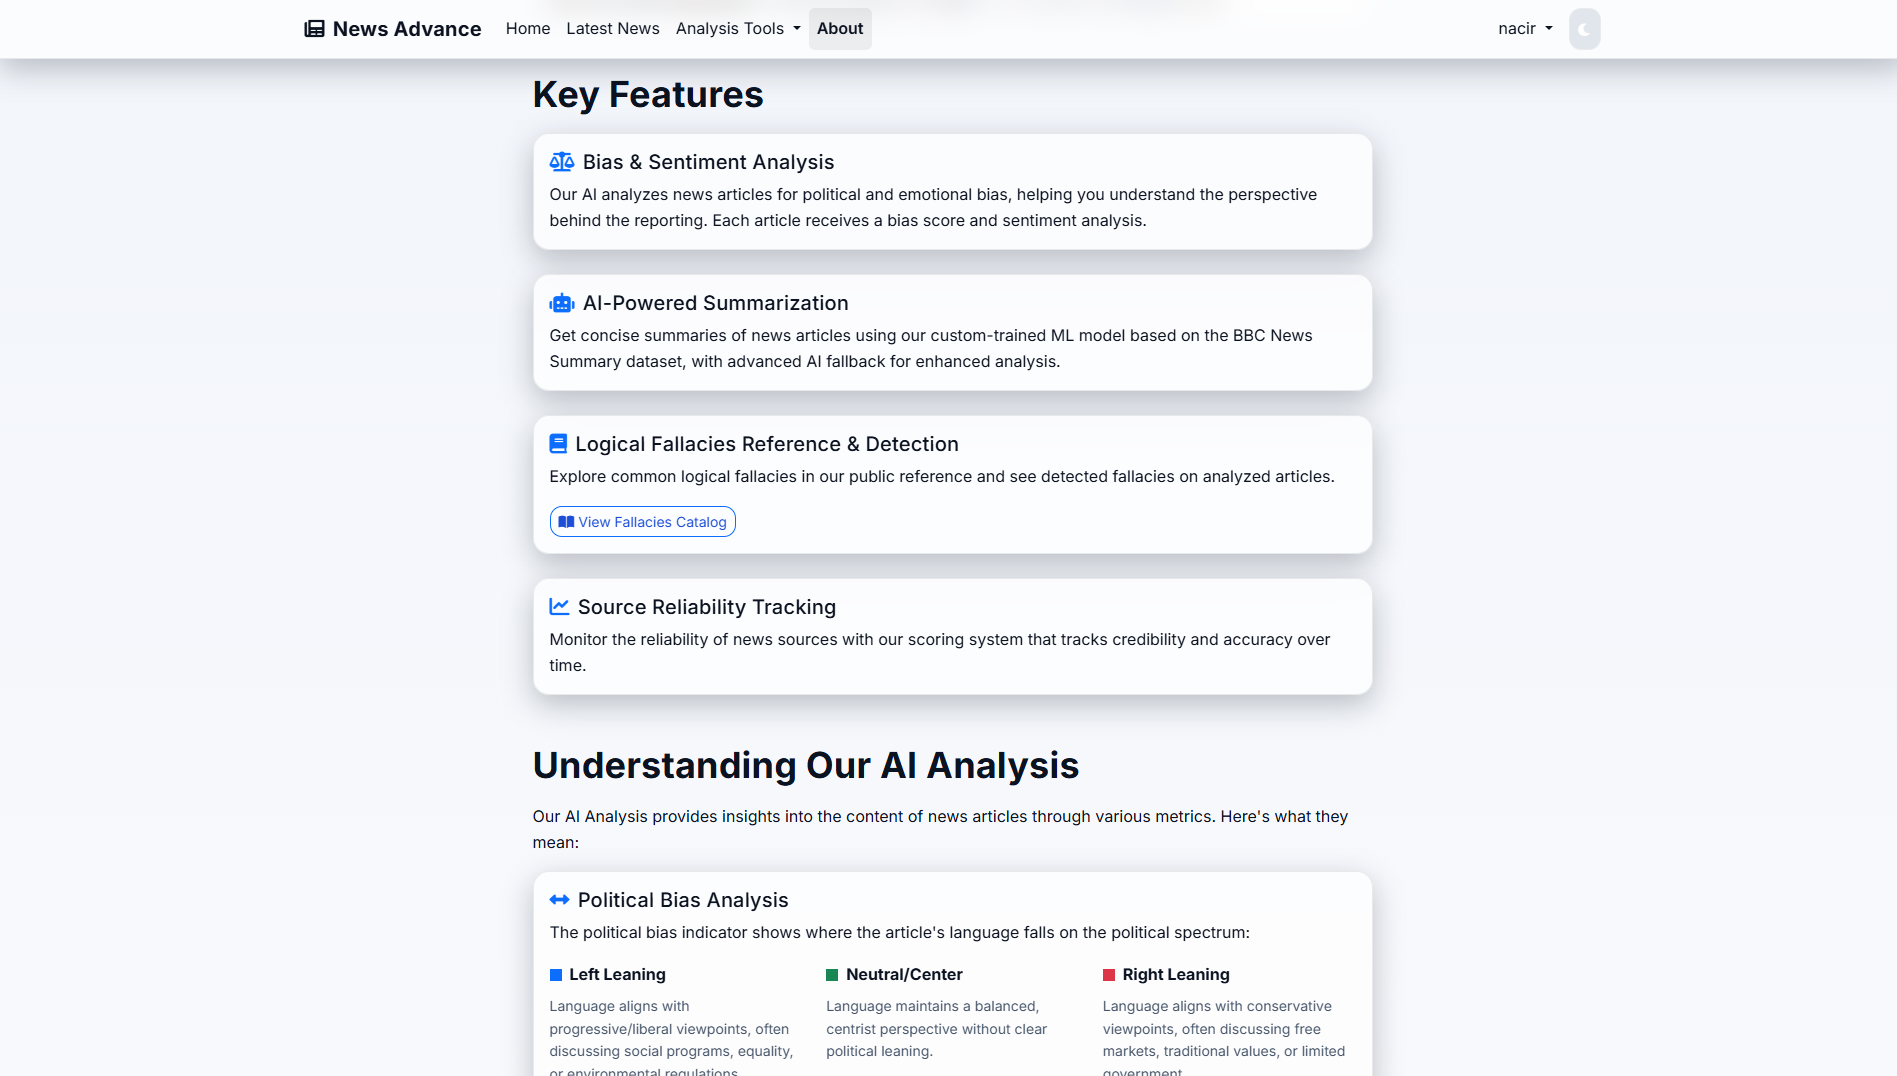 News Advance Home Latest News Analysis Tools About nacir
Key Features
Bias & Sentiment Analysis
Our AI analyzes news articles for political and emotional bias, helping you understand the perspective
behind the reporting. Each article receives a bias score and sentiment analysis.
AI-Powered Summarization
Get concise summaries of news articles using our custom-trained ML model based on the BBC News
Summary dataset, with advanced AI fallback for enhanced analysis.
Logical Fallacies Reference & Detection
Explore common logical fallacies in our public reference and see detected fallacies on analyzed articles.
View Fallacies Catalog
Source Reliability Tracking
Monitor the reliability of news sources with our scoring system that tracks credibility and accuracy over
time.
Understanding Our AI Analysis
Our AI Analysis provides insights into the content of news articles through various metrics. Here's what they
mean:
Political Bias Analysis
The political bias indicator shows where the article's language falls on the political spectrum:
Left Leaning
Language aligns with
progressive/liberal viewpoints, often
discussing social programs, equality,
or environmental regulations.
Neutral/Center
Language maintains a balanced,
centrist perspective without clear
political leaning.
Right Leaning
Language aligns with conservative
viewpoints, often discussing free
markets, traditional values, or limited
government.